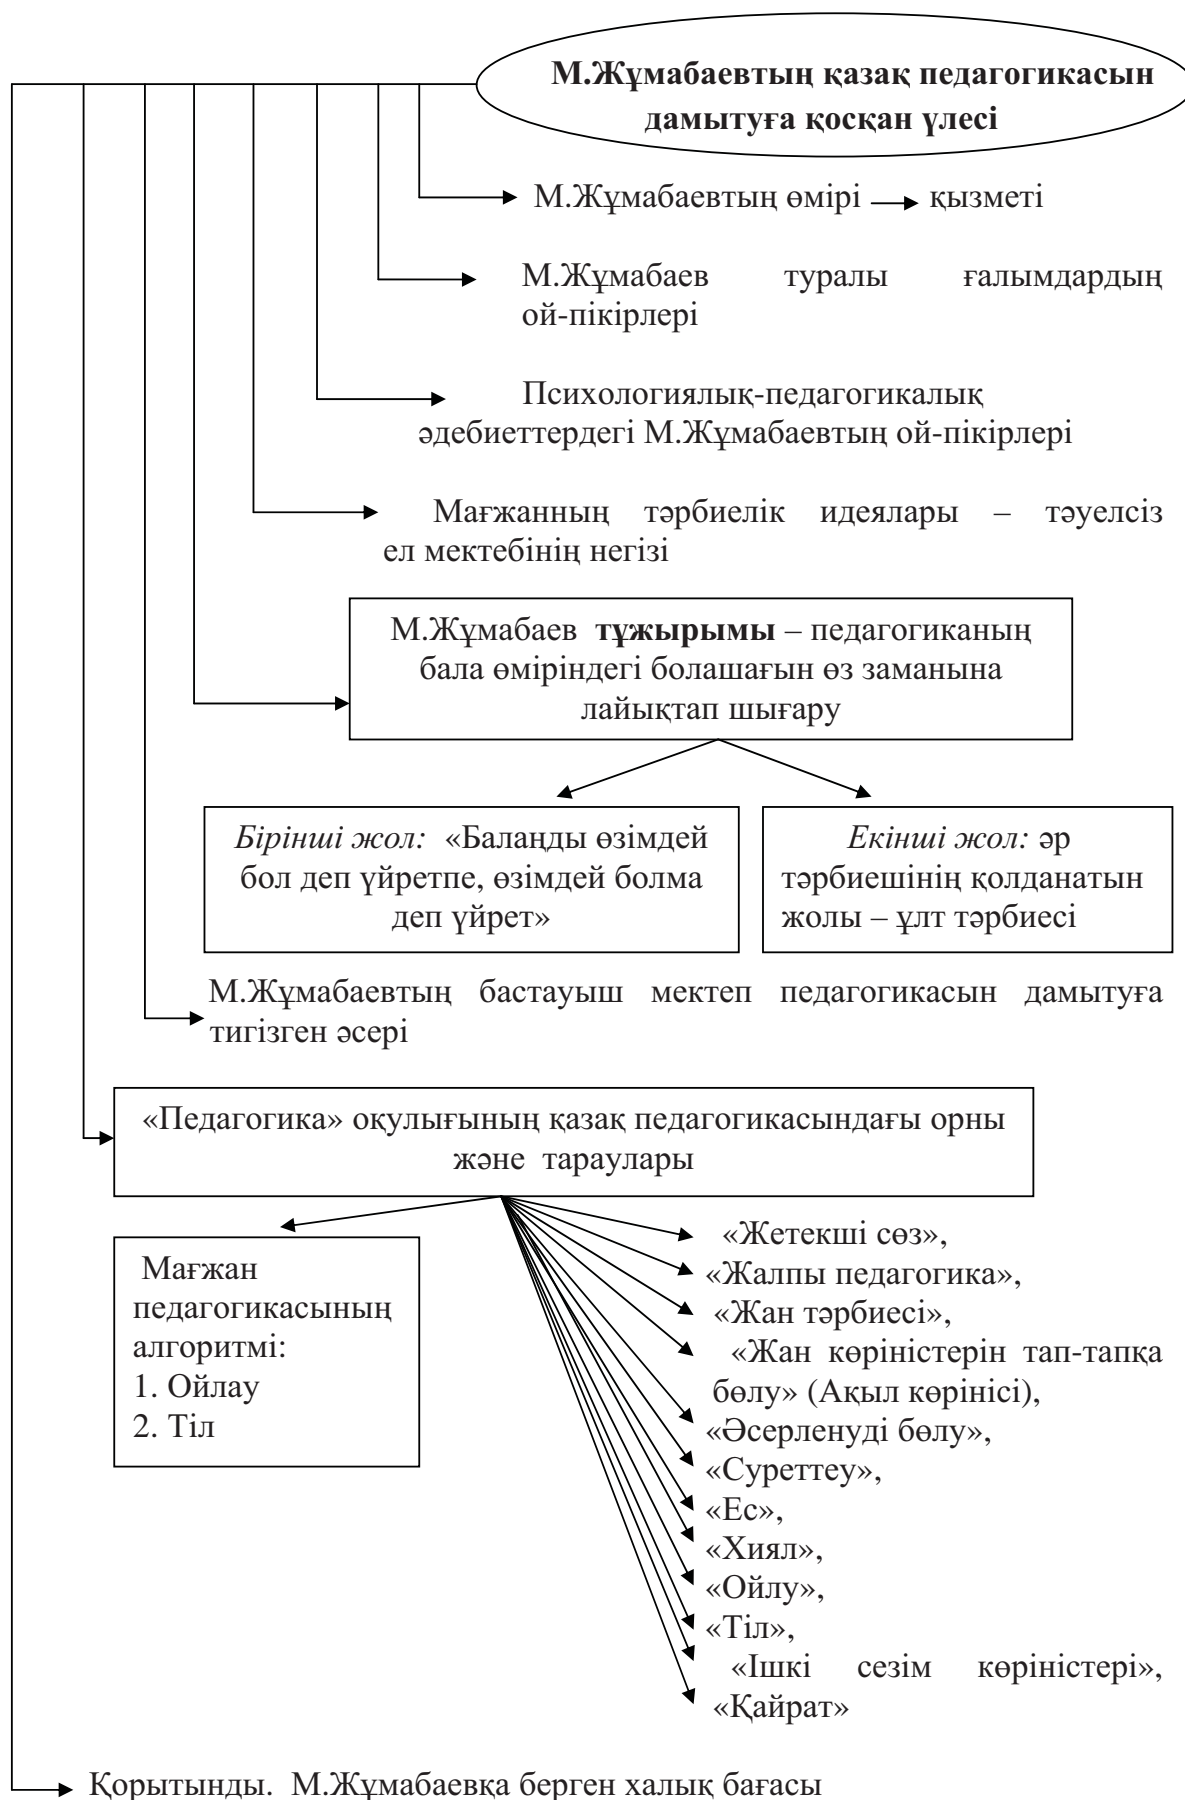 М.Жұмабаевтың қазақ педагогикасын
дамытуға қосқан үлесі
М.Жұмабаевтың өмірі қызметі
М.Жұмабаев туралы ғалымдардың
ой-пікірлері
Психологиялық-педагогикалық
әдебиеттердегі М.Жұмабаевтың ой-пікірлері
Мағжанның тәрбиелік идеялары – тәуелсіз
ел мектебінің негізі
М.Жұмабаев тұжырымы – педагогиканың
бала өміріндегі болашағын өз заманына
лайықтап шығару
Бірінші жол: «Балаңды өзімдей
бол деп үйретпе, өзімдей болма
деп үйрет»
Екінші жол: әр
тәрбиешінің қолданатын
жолы – ұлт тәрбиесі
М.Жұмабаевтың бастауыш мектеп педагогикасын дамытуға
тигізген әсері
«Педагогика» оқулығының қазақ педагогикасындағы орны
және тараулары
Мағжан
педагогикасының
алгоритмі:
1. Ойлау
2. Тіл
«Жетекші сөз»,
«Жалпы педагогика»,
«Жан тәрбиесі»,
«Жан көріністерін тап-тапқа
бөлу» (Ақыл көрінісі),
«Әсерленуді бөлу»,
«Суреттеу»,
«Ес»,
«Хиял»,
«Ойлу»,
«Тіл»,
«Ішкі сезім көріністері»,
«Қайрат»
Қорытынды. М.Жұмабаевқа берген халық бағасы